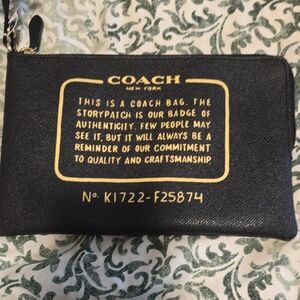 COACH
NEW YORK
THIS IS A COACH BAG. THE
STORYPATCH IS OUR BADGE OF
AUTHENTICITY. FEW PEOPLE MAY
SEE IT, BUT IT WILL ALWAYS BE A
REMINDER OF OUR COMMITMENT
TO QUALITY AND CRAFTSMANSHIP.
No. K1722-F25874